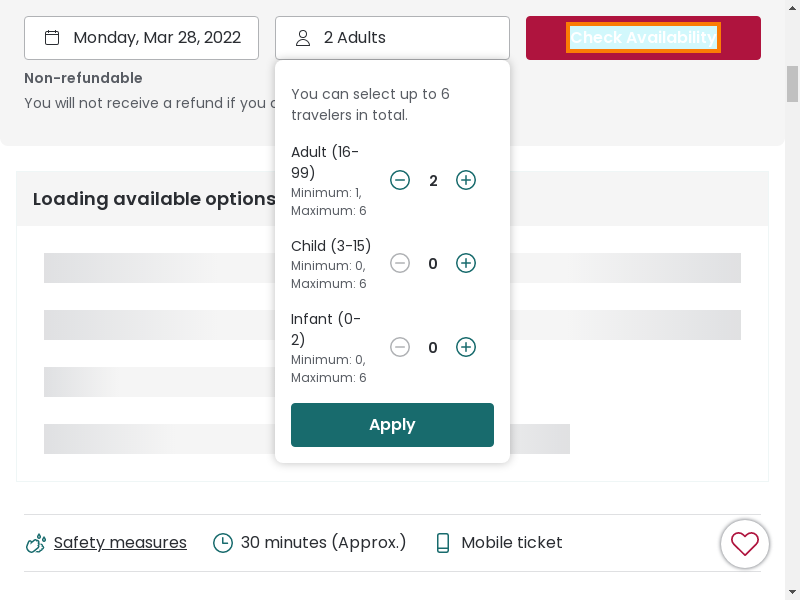 Monday, Mar 28, 2022
2 Adults
Check Availability
Non-refundable
You will not receive a refund if you
You can select up to 6
travelers in total.
Adult (16-
99)
Minimum: 1,
Maximum: 6
2
Child (3-15)
Minimum: 0,
Maximum: 6
0
Infant (0-
2)
Minimum: 0,
Maximum: 6
0
Apply
Loading available options
Safety measures
30 minutes (Approx.)
Mobile ticket